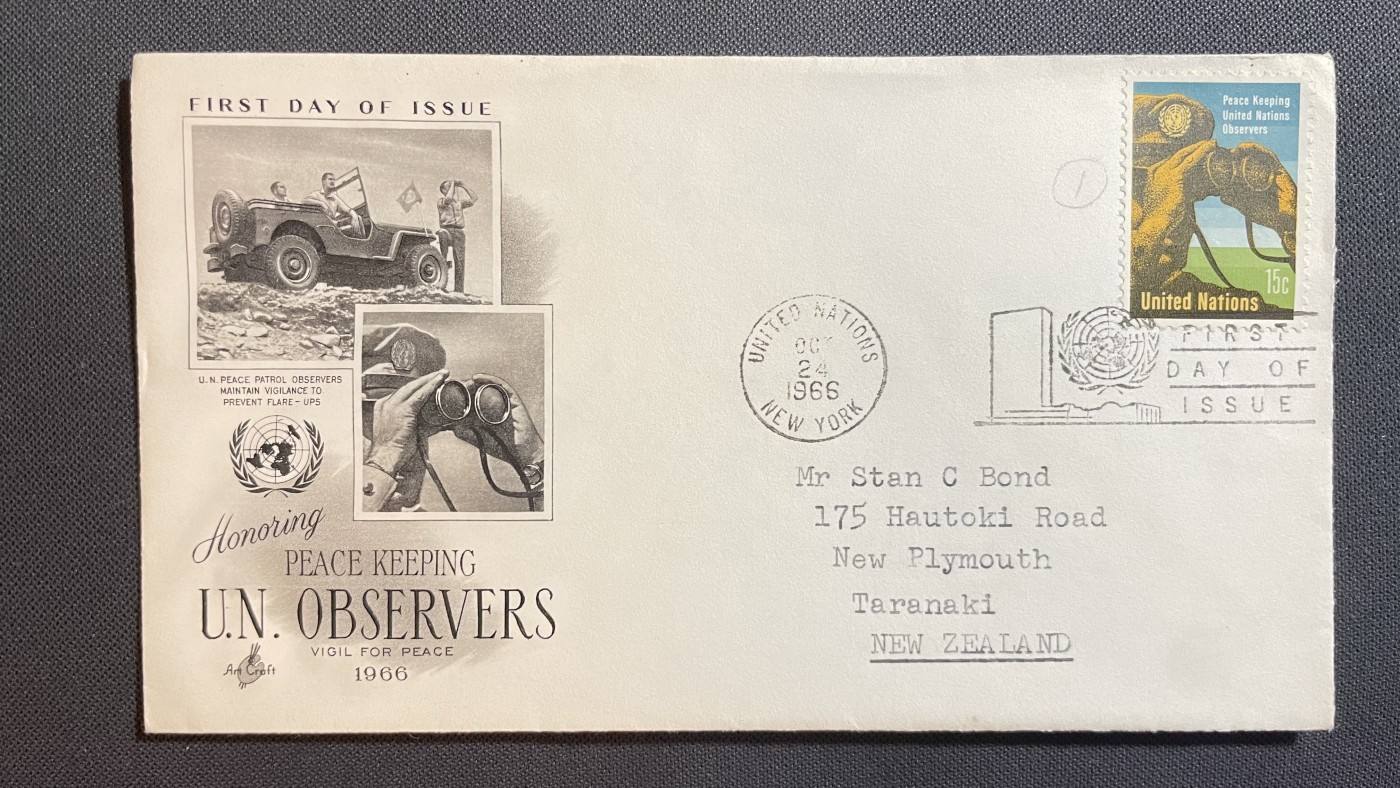 FIRST DAY OF ISSUE
U.N. PEACE PATROL OBSERVERS
MAINTAIN VIGILANCE TO
PREVENT FLARE-UPS
Honoring
PEACE KEEPING
U.N. OBSERVERS
VIGIL FOR PEACE
1966
Art Craft
Peace Keeping
United Nations
Observers
15c
United Nations
1
UNITED NATIONS
OCT
24
1966
NEW YORK
FIRST
DAY OF
ISSUE
Mr Stan C Bond
175 Hautoki Road
New Plymouth
Taranaki
NEW ZEALAND